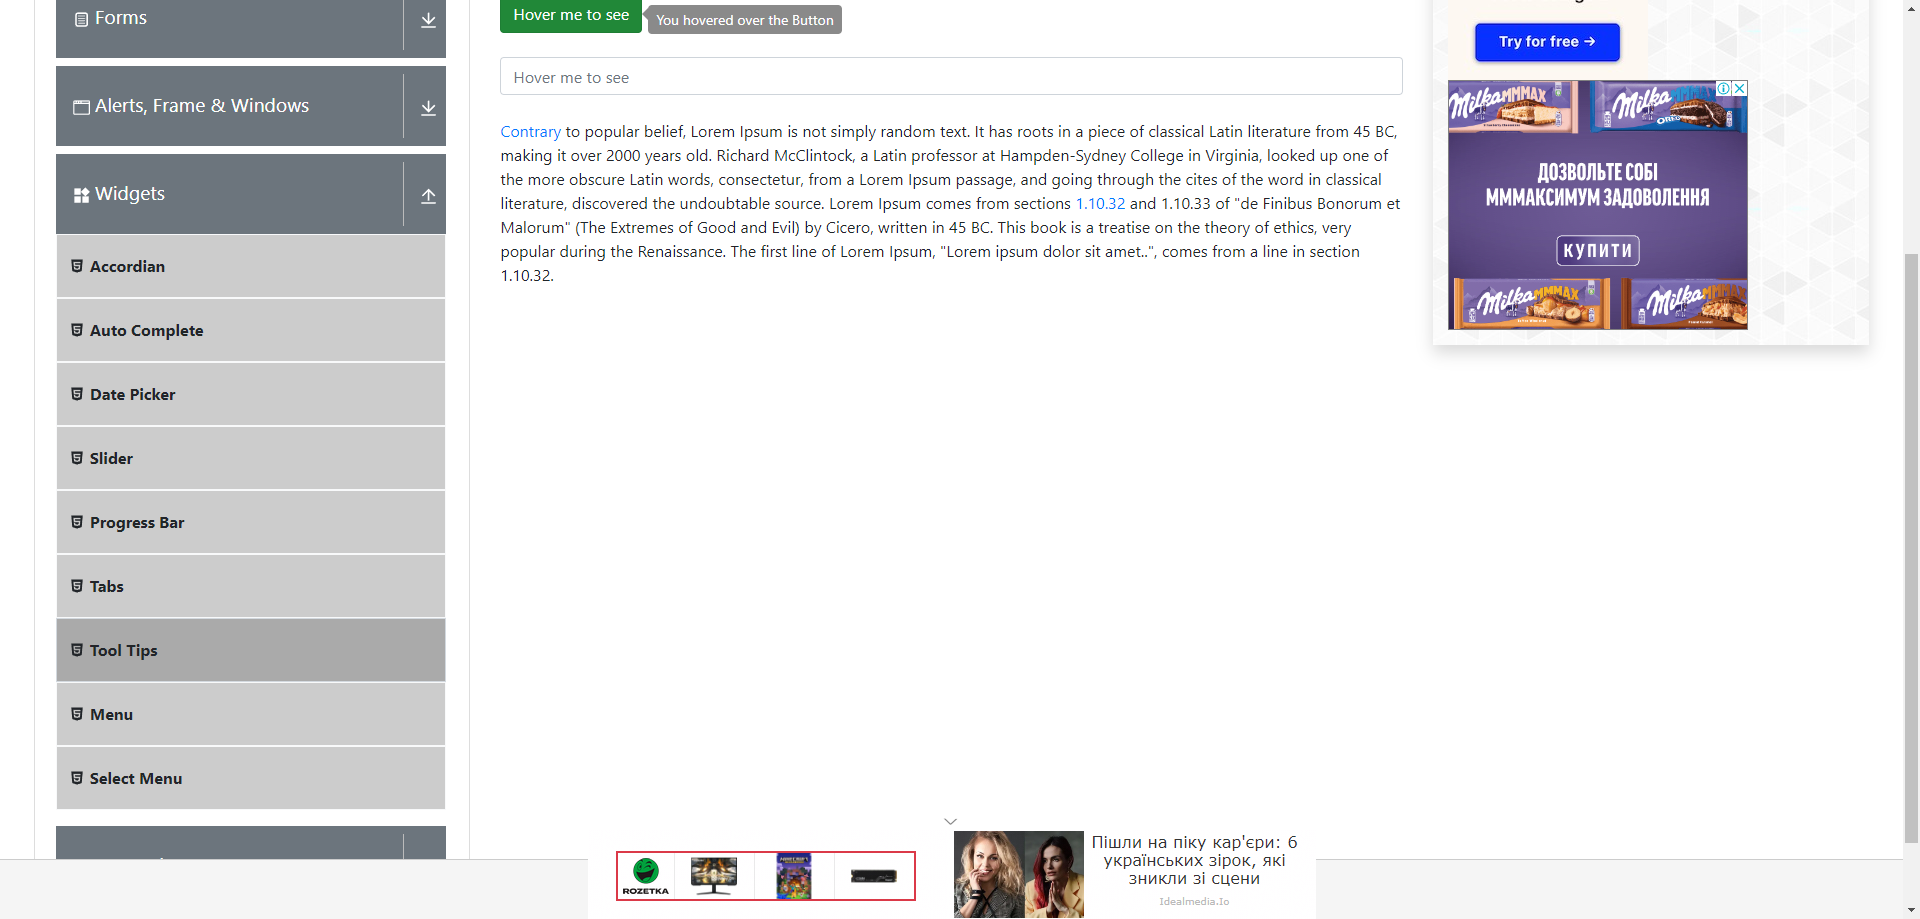 Forms
Alerts, Frame & Windows
Widgets
Accordian
Auto Complete
Date Picker
Slider
Progress Bar
Tabs
Tool Tips
Menu
Select Menu
Hover me to see
You hovered over the Button
Hover me to see
Contrary to popular belief, Lorem Ipsum is not simply random text. It has roots in a piece of classical Latin literature from 45 BC,
making it over 2000 years old. Richard McClintock, a Latin professor at Hampden-Sydney College in Virginia, looked up one of
the more obscure Latin words, consectetur, from a Lorem Ipsum passage, and going through the cites of the word in classical
literature, discovered the undoubtable source. Lorem Ipsum comes from sections 1.10.32 and 1.10.33 of "de Finibus Bonorum et
Malorum" (The Extremes of Good and Evil) by Cicero, written in 45 BC. This book is a treatise on the theory of ethics, very
popular during the Renaissance. The first line of Lorem Ipsum, "Lorem ipsum dolor sit amet..", comes from a line in section
1.10.32.
Try for free →
Milka MMMAX
Milka OREO
ДОЗВОЛЬТЕ СОБІ
МММАКСИМУМ ЗАДОВОЛЕННЯ
КУПИТИ
Milka MMMAX
Milka MMMAX
ROZETKA
Пішли на піку кар'єри: 6
українських зірок, які
зникли зі сцени
Idealmedia.Io